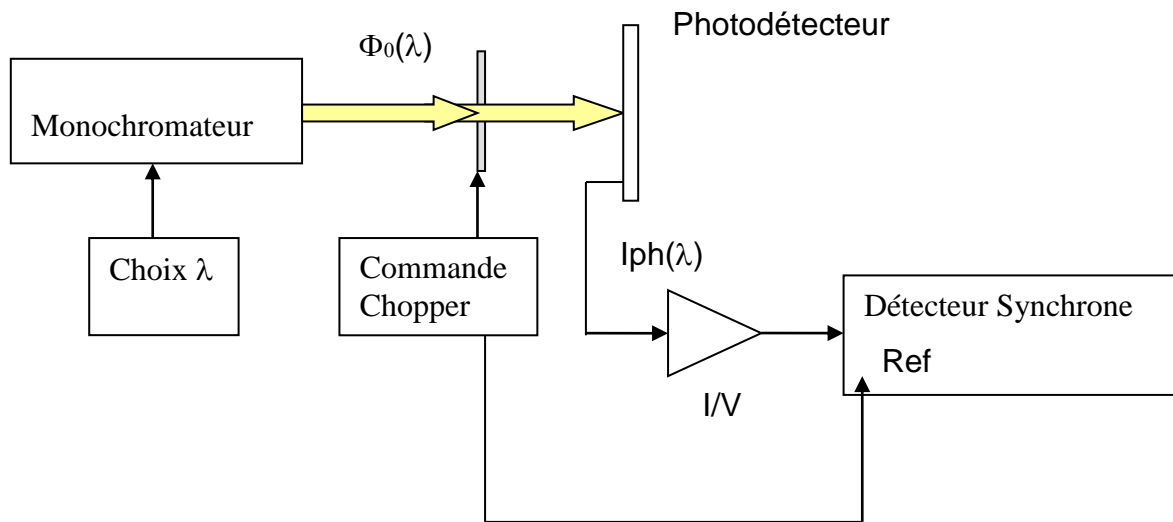 Photodétecteur
Φ0(λ)
Monochromateur
Choix λ
Commande
Chopper
Iph(λ)
Détecteur Synchrone
Ref
I/V